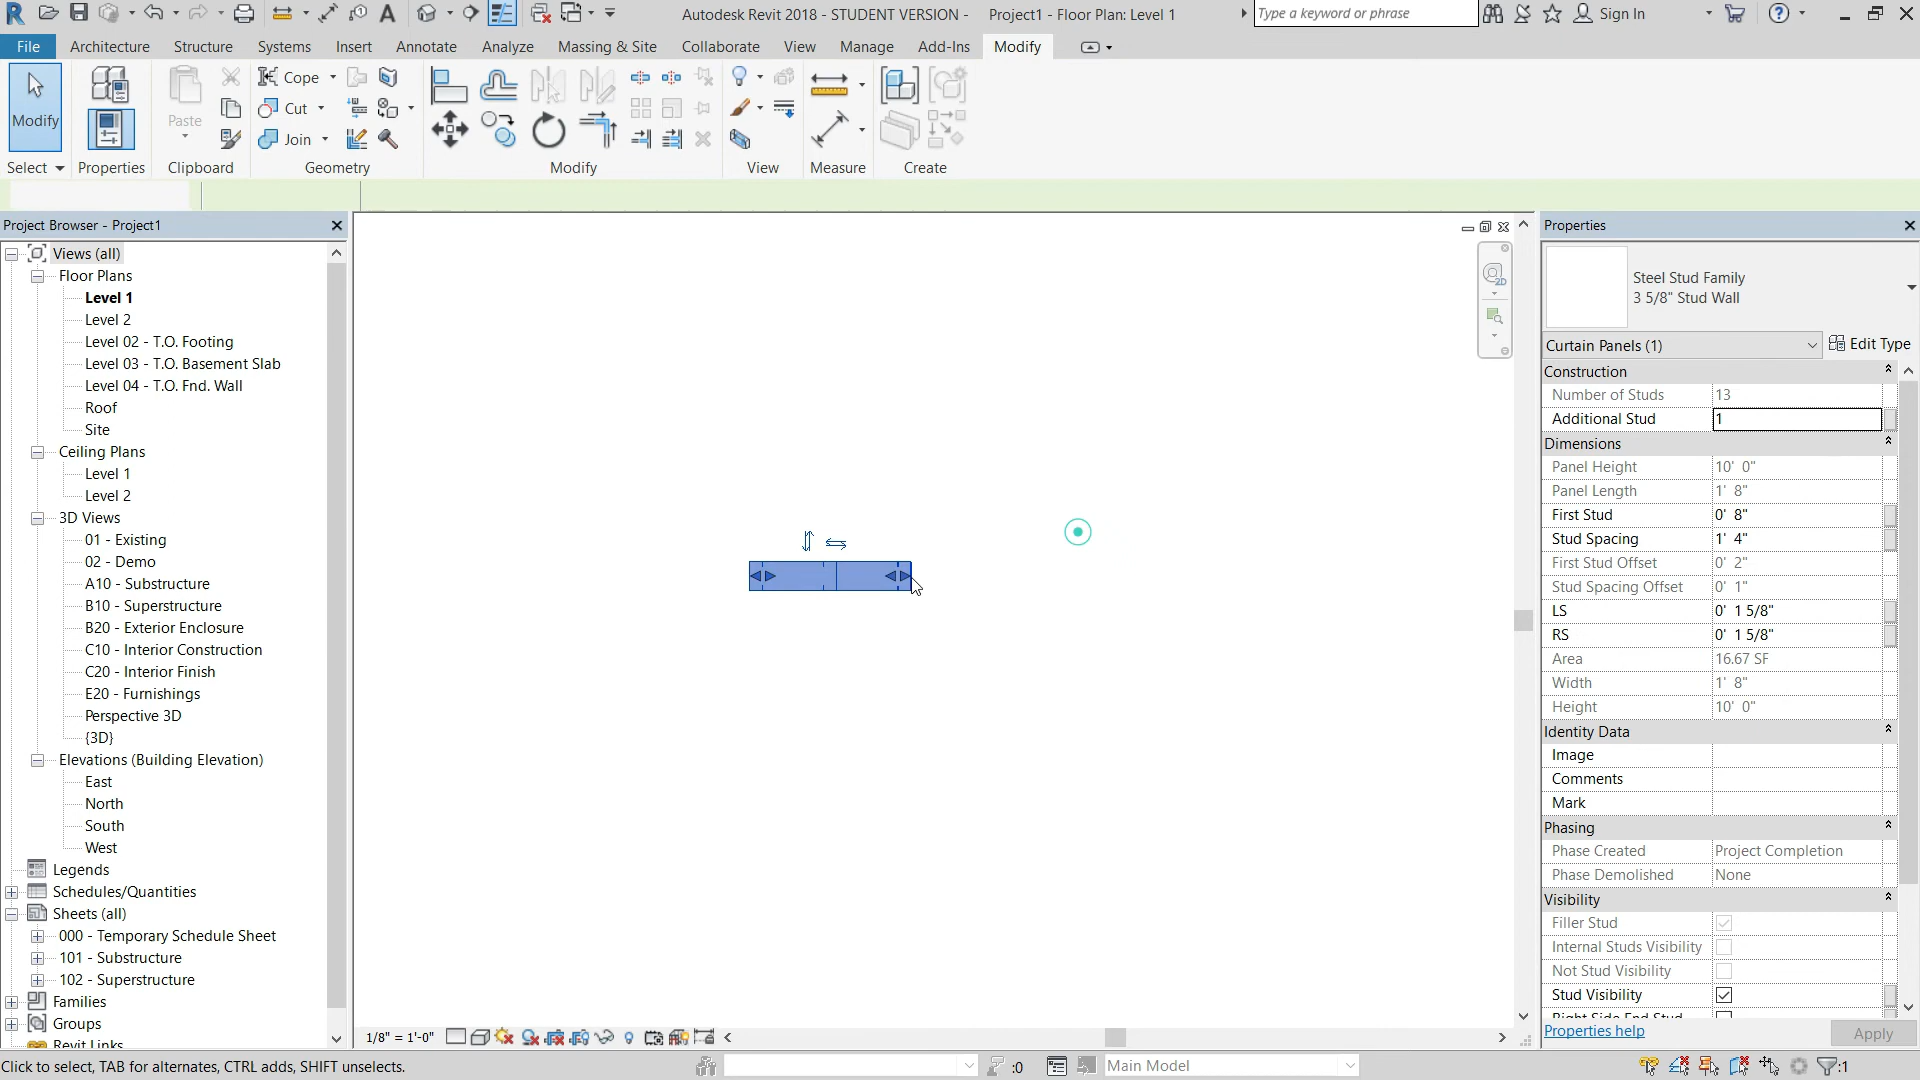 Autodesk Revit 2018 - STUDENT VERSION - Project1 - Floor Plan: Level 1
Type a keyword or phrase
Sign In
File Architecture Structure Systems Insert Annotate Analyze Massing & Site Collaborate View Manage Add-Ins Modify
Cope
Modify
Paste
Cut
Join
Select Properties Clipboard Geometry Modify View Measure Create
Project Browser - Project1
Views (all)
Floor Plans
Level 1
Level 2
Level 02 - T.O. Footing
Level 03 - T.O. Basement Slab
Level 04 - T.O. Fnd. Wall
Roof
Site
Ceiling Plans
Level 1
Level 2
3D Views
01 - Existing
02 - Demo
A10 - Substructure
B10 - Superstructure
B20 - Exterior Enclosure
C10 - Interior Construction
C20 - Interior Finish
E20 - Furnishings
Perspective 3D
{3D}
Elevations (Building Elevation)
East
North
South
West
Legends
Schedules/Quantities
Sheets (all)
000 - Temporary Schedule Sheet
101 - Substructure
102 - Superstructure
Families
Groups
Revit Links
2D
Properties
Steel Stud Family
3 5/8" Stud Wall
Curtain Panels (1)
Edit Type
Construction
Number of Studs 13
Additional Stud 1
Dimensions
Panel Height 10' 0"
Panel Length 1' 8"
First Stud 0' 8"
Stud Spacing 1' 4"
First Stud Offset 0' 2"
Stud Spacing Offset 0' 1"
LS 0' 1 5/8"
RS 0' 1 5/8"
Area 16.67 SF
Width 1' 8"
Height 10' 0"
Identity Data
Image
Comments
Mark
Phasing
Phase Created Project Completion
Phase Demolished None
Visibility
Filler Stud
Internal Studs Visibility
Not Stud Visibility
Stud Visibility
Right Side End Stud
Properties help
Apply
1/8" = 1'-0"
Click to select, TAB for alternates, CTRL adds, SHIFT unselects.
:0
Main Model
:1